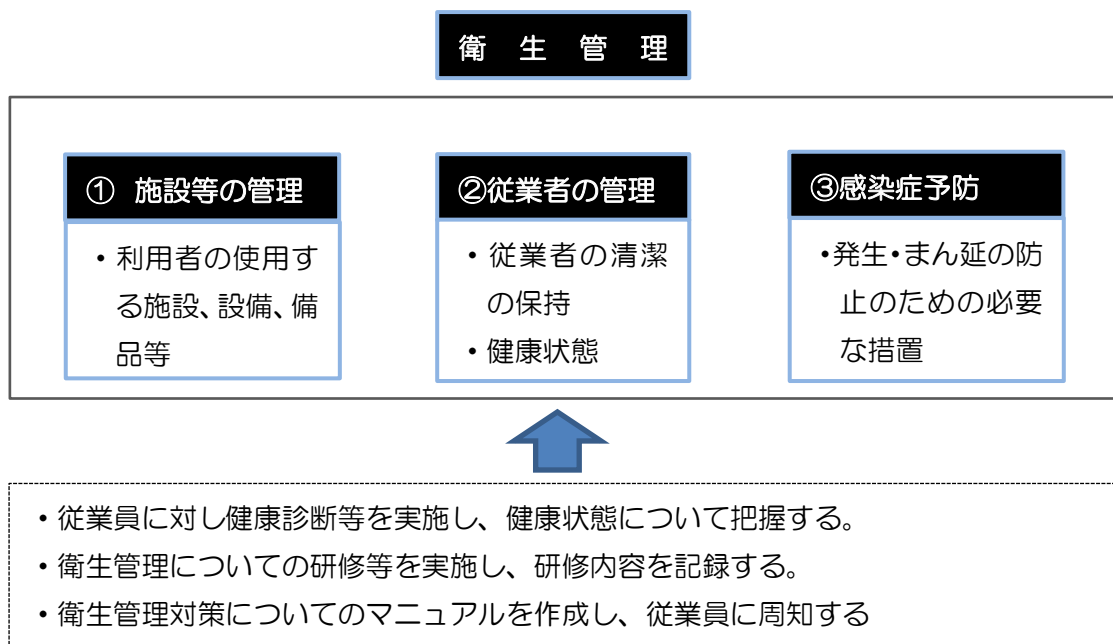 衛 生 管 理
① 施設等の管理
・利用者の使用す
る施設、設備、備
品等
②従業者の管理
・従業者の清潔
の保持
・健康状態
③感染症予防
・発生・まん延の防
止のための必要
な措置
・従業員に対し健康診断等を実施し、健康状態について把握する。
・衛生管理についての研修等を実施し、研修内容を記録する。
・衛生管理対策についてのマニュアルを作成し、従業員に周知する